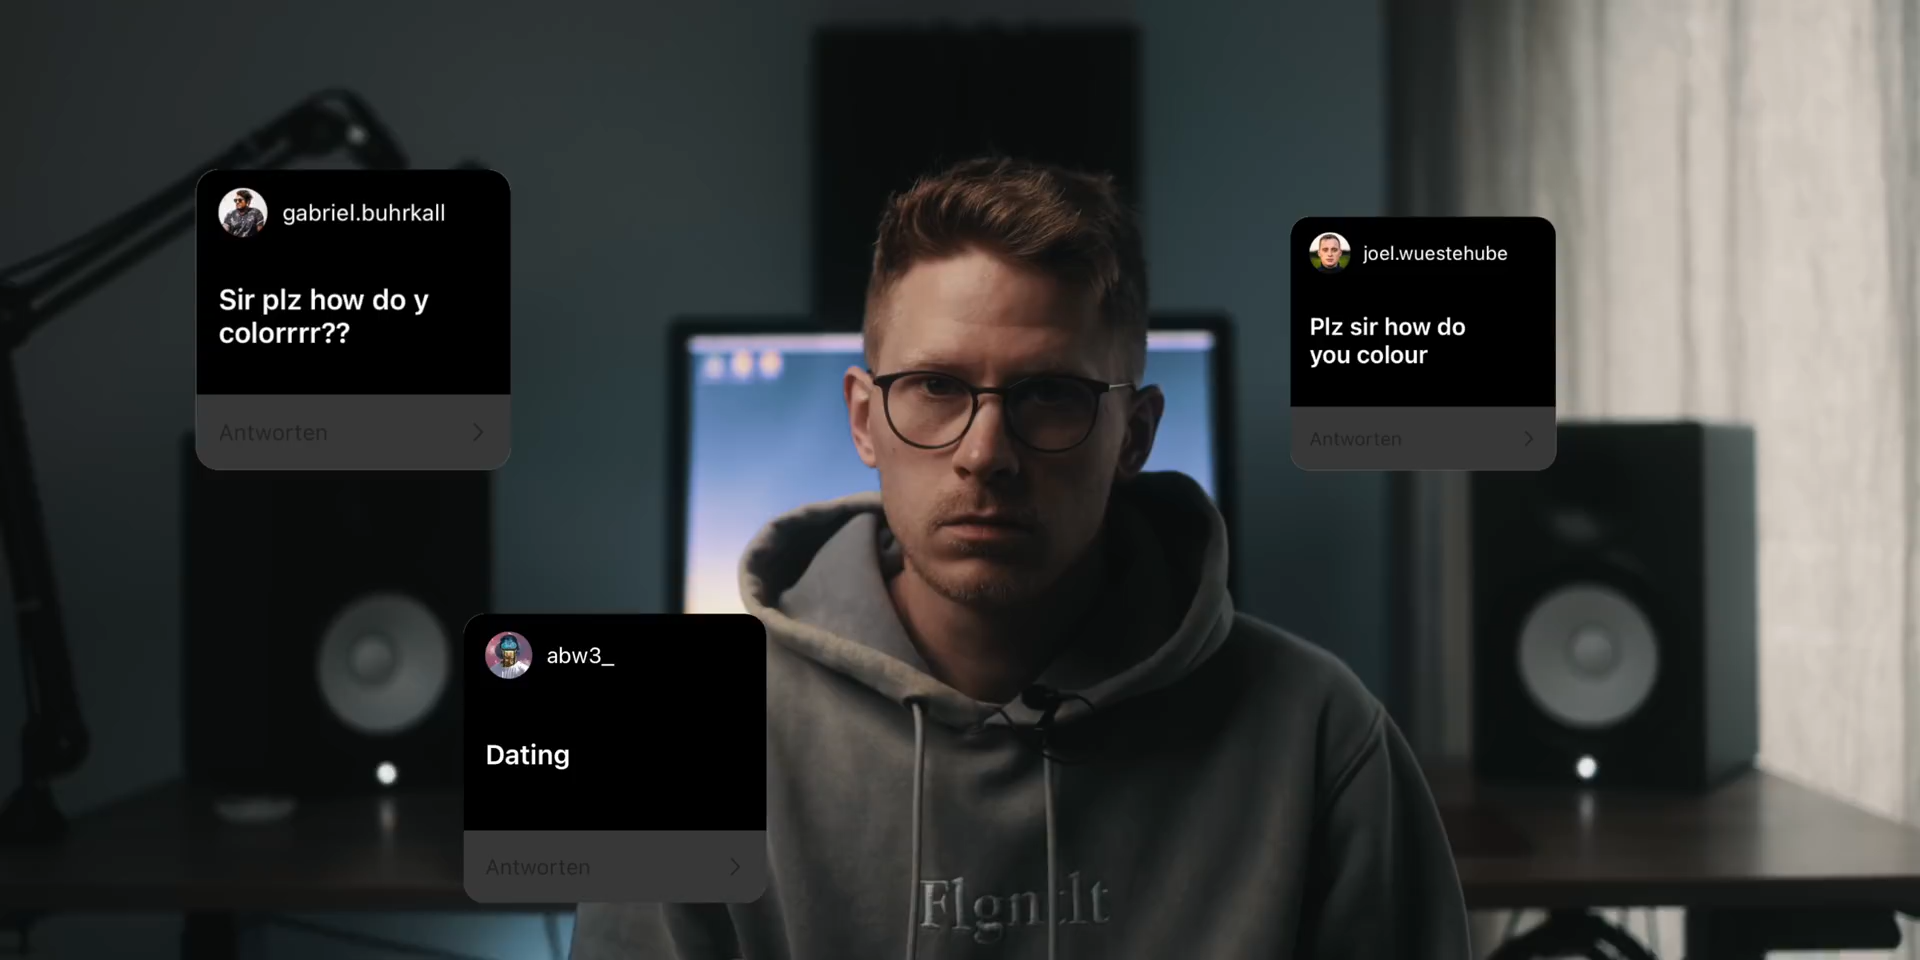 gabriel.buhrkall
Sir plz how do y
colorrrr??
Antworten
joel.wuestehube
Plz sir how do
you colour
Antworten
abw3_
Dating
Antworten